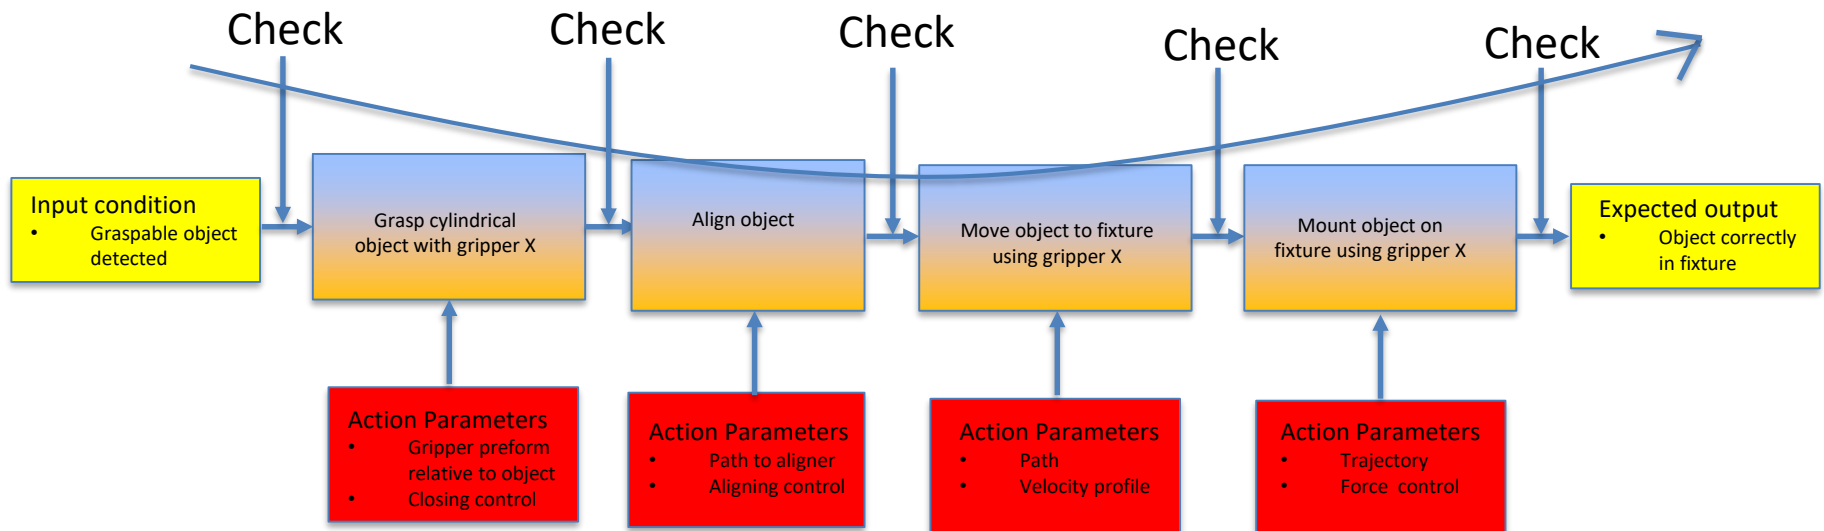 Check
Check
Check
Check
Check
Input condition
• Graspable object
detected
Grasp cylindrical
object with gripper X
Align object
Move object to fixture
using gripper X
Mount object on
fixture using gripper X
Expected output
• Object correctly
in fixture
Action Parameters
• Gripper preform
relative to object
• Closing control
Action Parameters
• Path to aligner
• Aligning control
Action Parameters
• Path
• Velocity profile
Action Parameters
• Trajectory
• Force control